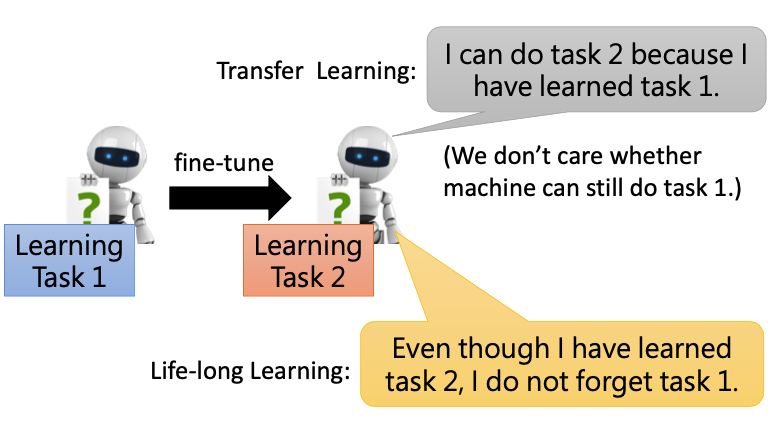 Transfer Learning:
I can do task 2 because I
have learned task 1.
fine-tune
(We don’t care whether
machine can still do task 1.)
?
?
Learning
Task 1
Learning
Task 2
Life-long Learning:
Even though I have learned
task 2, I do not forget task 1.